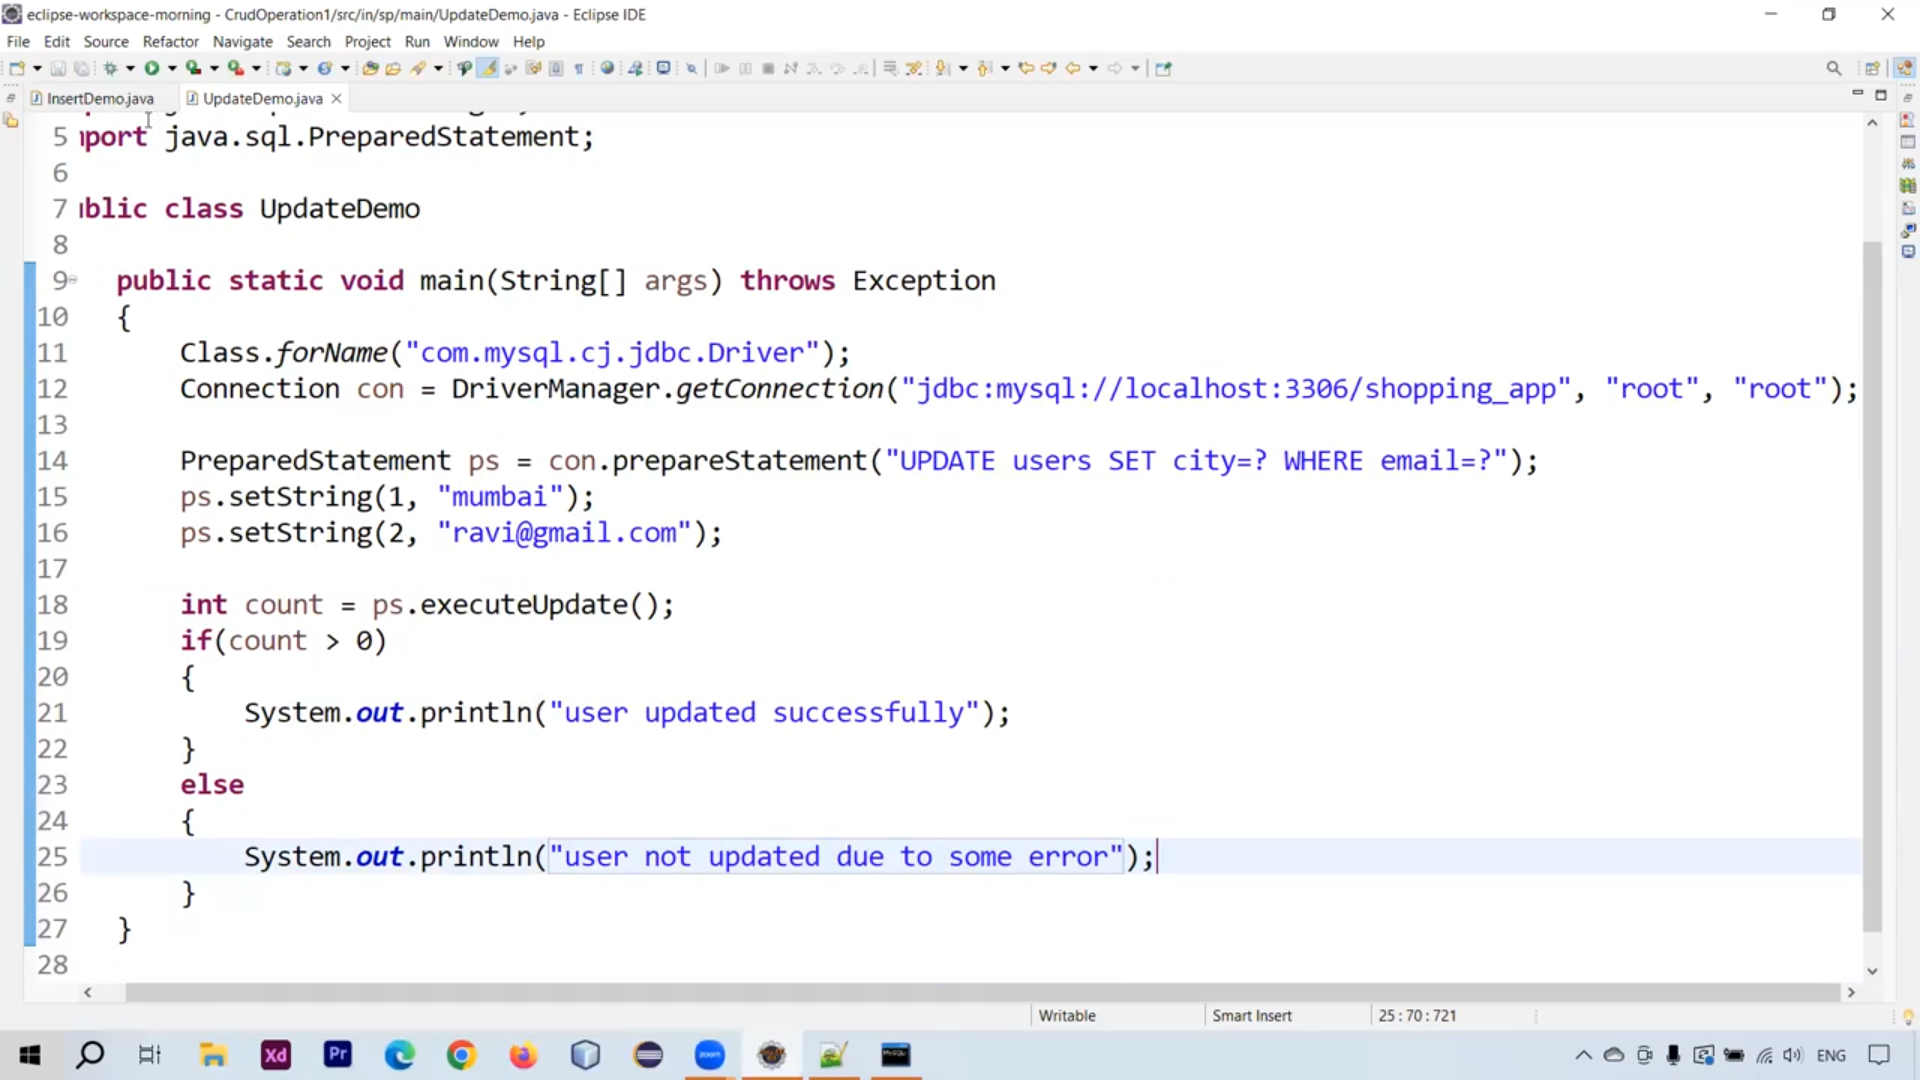 eclipse-workspace-morning - CrudOperation1/src/in/sp/main/UpdateDemo.java - Eclipse IDE
File Edit Source Refactor Navigate Search Project Run Window Help
InsertDemo.java UpdateDemo.java
5 mport java.sql.PreparedStatement;
6
7 ublic class UpdateDemo
8
9 public static void main(String[] args) throws Exception
10 {
11 Class.forName("com.mysql.cj.jdbc.Driver");
12 Connection con = DriverManager.getConnection("jdbc:mysql://localhost:3306/shopping_app", "root", "root");
13
14 PreparedStatement ps = con.prepareStatement("UPDATE users SET city=? WHERE email=?");
15 ps.setString(1, "mumbai");
16 ps.setString(2, "ravi@gmail.com");
17
18 int count = ps.executeUpdate();
19 if(count > 0)
20 {
21 System.out.println("user updated successfully");
22 }
23 else
24 {
25 System.out.println("user not updated due to some error");
26 }
27 }
28
Writable Smart Insert 25 : 70 : 721
Xd Pr zoom MySQL ENG